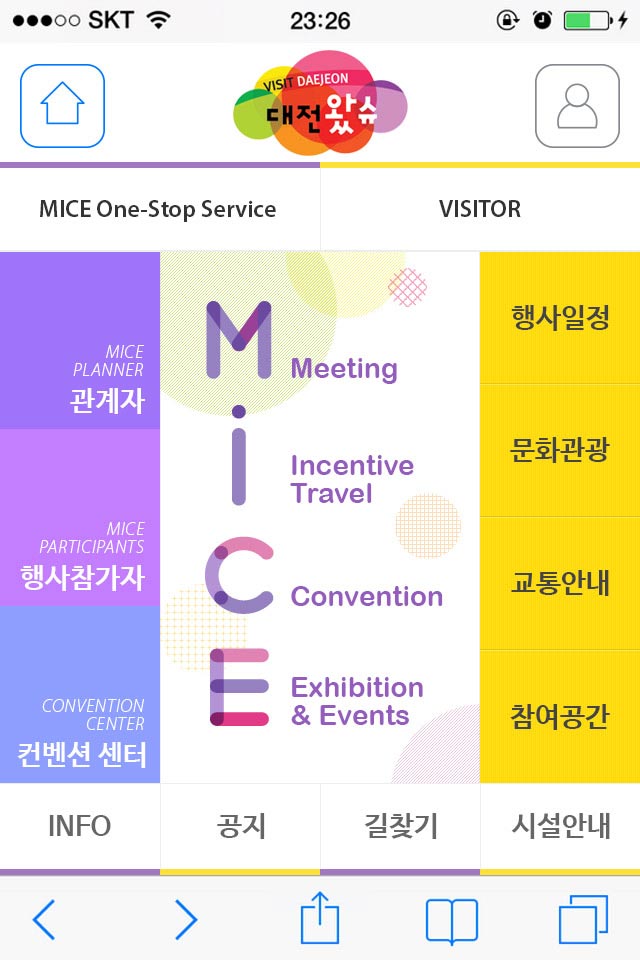 SKT
23:26
VISIT DAEJEON
대전왔슈
MICE One-Stop Service
VISITOR
MICE
PLANNER
관계자
MICE
PARTICIPANTS
행사참가자
CONVENTION
CENTER
컨벤션 센터
M
Meeting
i
Incentive
Travel
C
Convention
E
Exhibition
& Events
행사일정
문화관광
교통안내
참여공간
INFO
공지
길찾기
시설안내